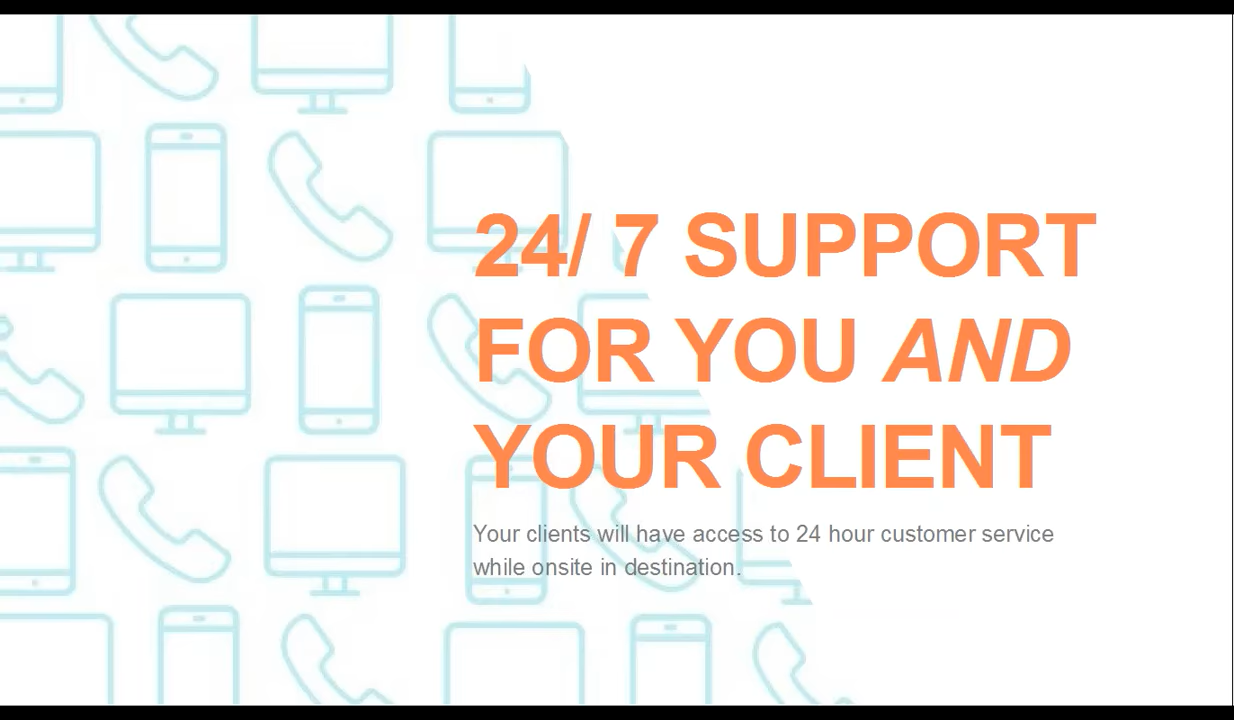 24/ 7 SUPPORT
FOR YOU AND
YOUR CLIENT
Your clients will have access to 24 hour customer service
while onsite in destination.